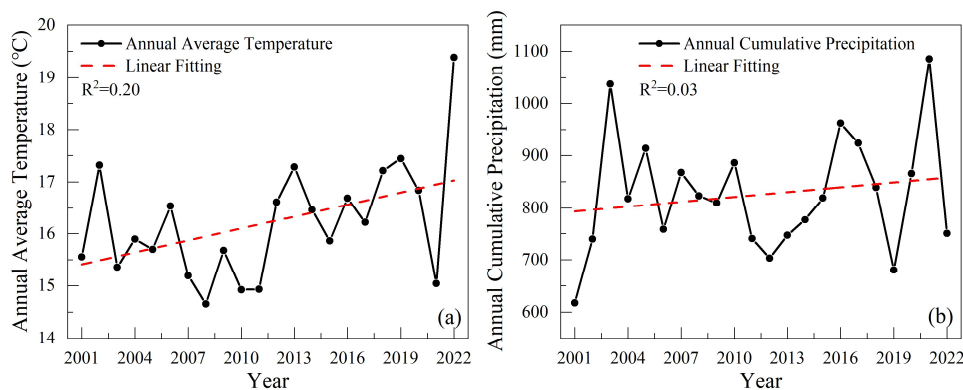 20
19
18
17
16
15
14
Annual Average Temperature (°C)
Annual Average Temperature
Linear Fitting
R²=0.20
(a)
2001 2004 2007 2010 2013 2016 2019 2022
Year
1100
1000
900
800
700
600
Annual Cumulative Precipitation (mm)
Annual Cumulative Precipitation
Linear Fitting
R²=0.03
(b)
2001 2004 2007 2010 2013 2016 2019 2022
Year